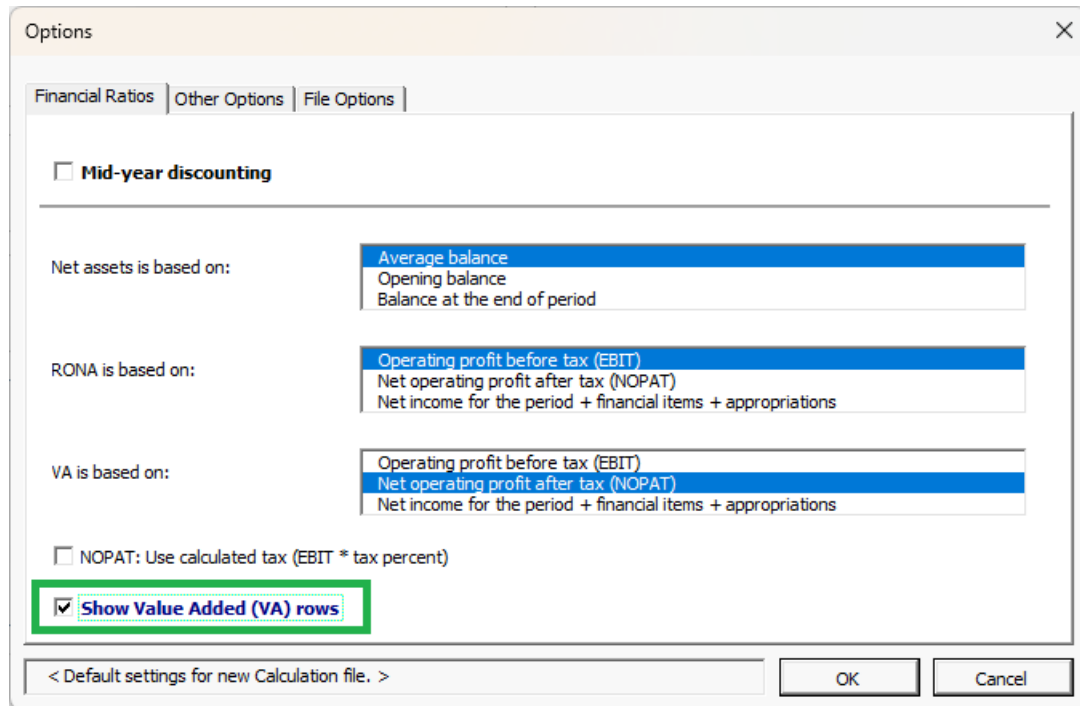 Options
Financial Ratios Other Options File Options
Mid-year discounting
Net assets is based on:
Average balance
Opening balance
Balance at the end of period
RONA is based on:
Operating profit before tax (EBIT)
Net operating profit after tax (NOPAT)
Net income for the period + financial items + appropriations
VA is based on:
Operating profit before tax (EBIT)
Net operating profit after tax (NOPAT)
Net income for the period + financial items + appropriations
NOPAT: Use calculated tax (EBIT * tax percent)
Show Value Added (VA) rows
< Default settings for new Calculation file. >
OK Cancel